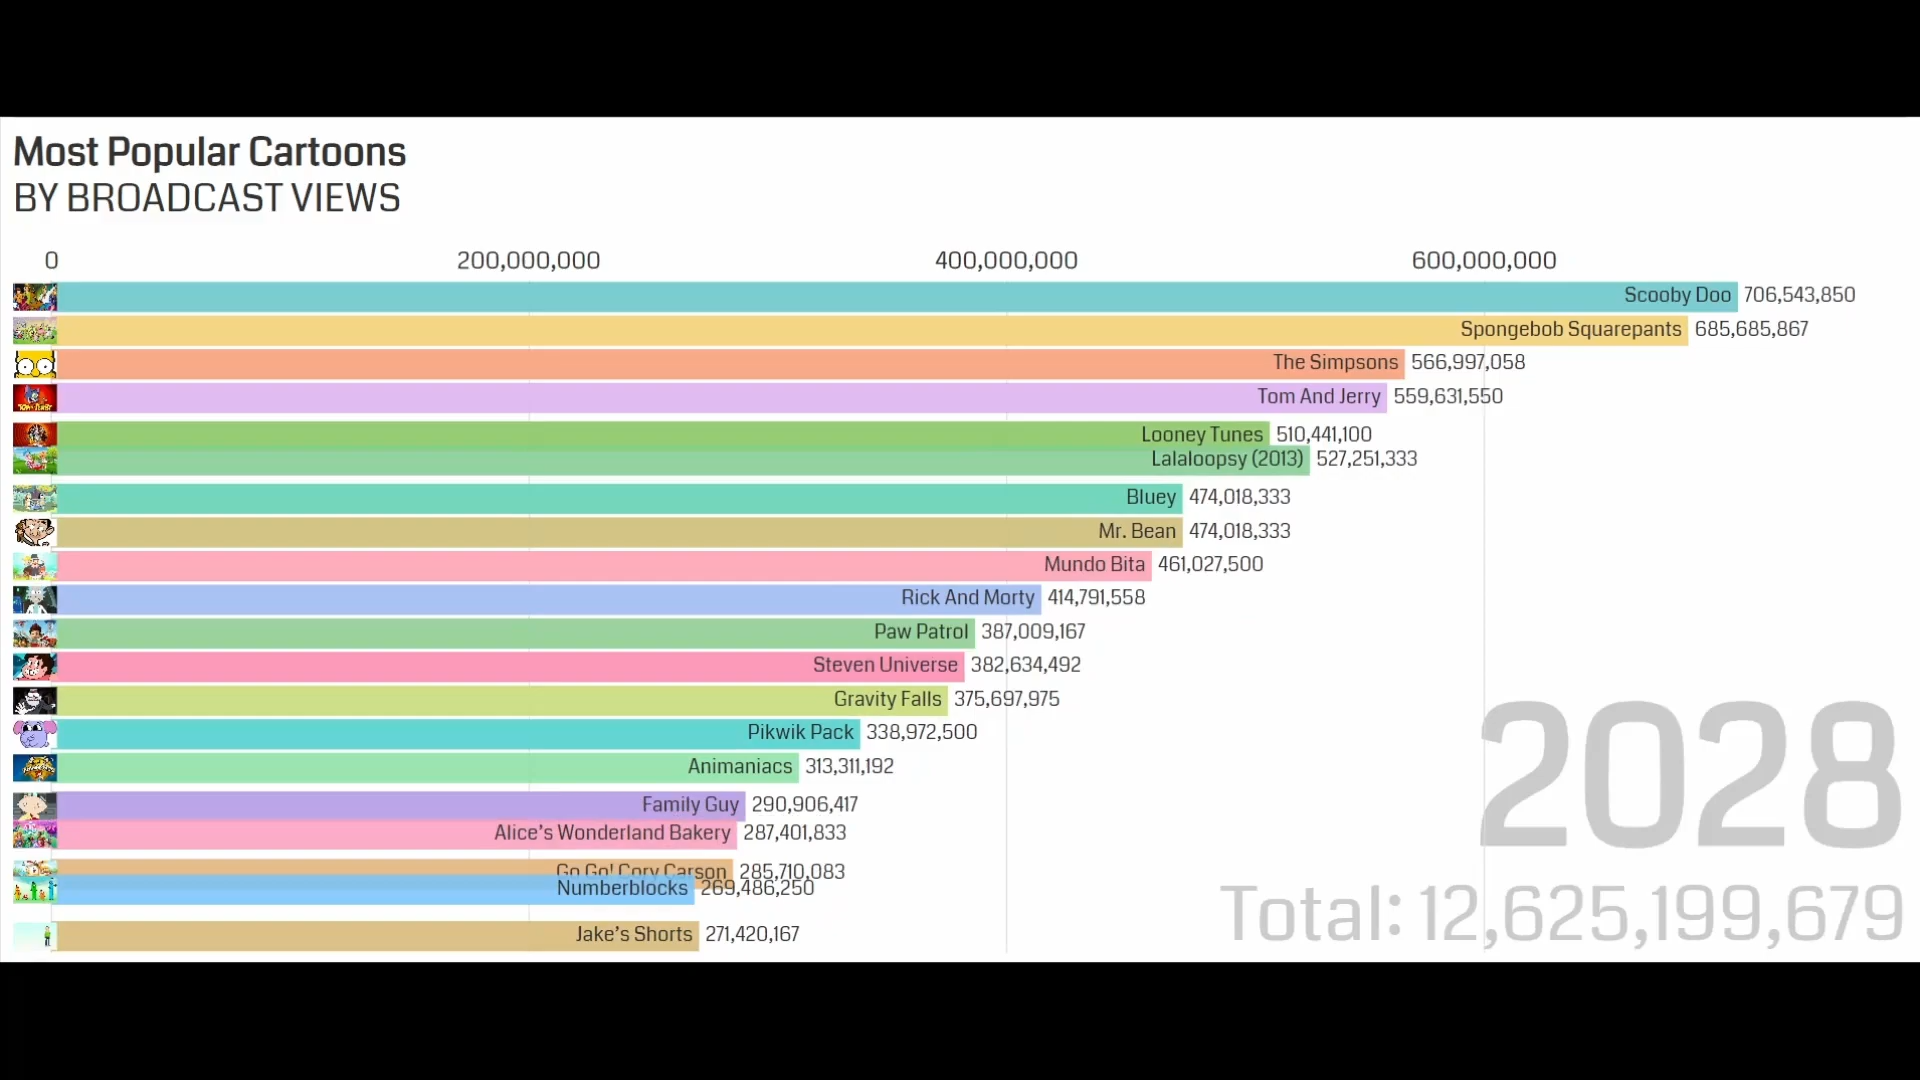 Most Popular Cartoons
BY BROADCAST VIEWS
0 200,000,000 400,000,000 600,000,000
Scooby Doo 706,543,850
Spongebob Squarepants 685,685,867
The Simpsons 566,997,058
Tom And Jerry 559,631,550
Looney Tunes 510,441,100
Lalaloopsy (2013) 527,251,333
Bluey 474,018,333
Mr. Bean 474,018,333
Mundo Bita 461,027,500
Rick And Morty 414,791,558
Paw Patrol 387,009,167
Steven Universe 382,634,492
Gravity Falls 375,697,975
Pikwik Pack 338,972,500
Animaniacs 313,311,192
Family Guy 290,906,417
Alice’s Wonderland Bakery 287,401,833
Go Go! Cory Carson 285,710,083
Numberblocks 269,486,250
Jake’s Shorts 271,420,167
2028
Total: 12,625,199,679